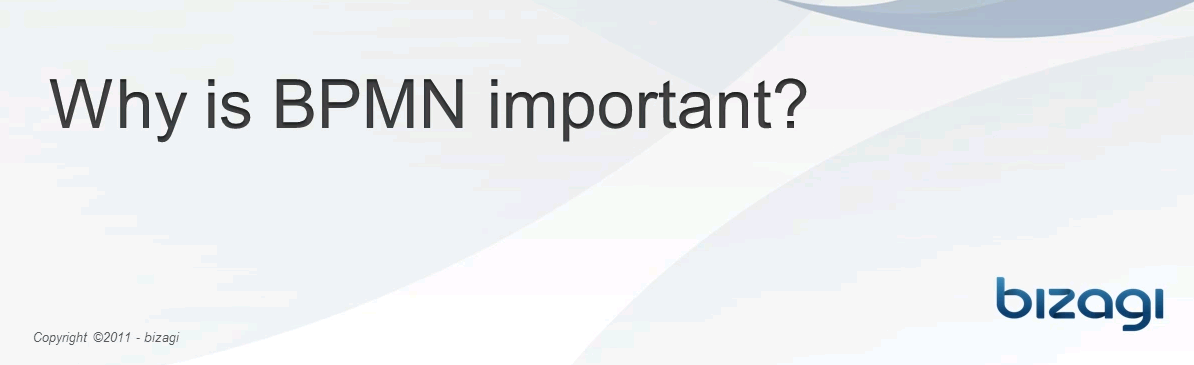 Why is BPMN important?
bizagi
Copyright ©2011 - bizagi